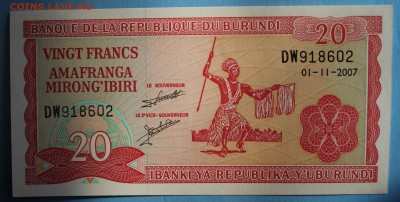 COINS.LAVE.RU
BANQUE DE LA REPUBLIQUE DU BURUNDI
20
VINGT FRANCS
AMAFRANGA
MIRONG'IBIRI
DW918602
01-11-2007
DW918602
LE GOUVERNEUR
LE 1ER VICE-GOUVERNEUR
20
IBANKI YA REPUBLIKA Y'UBURUNDI